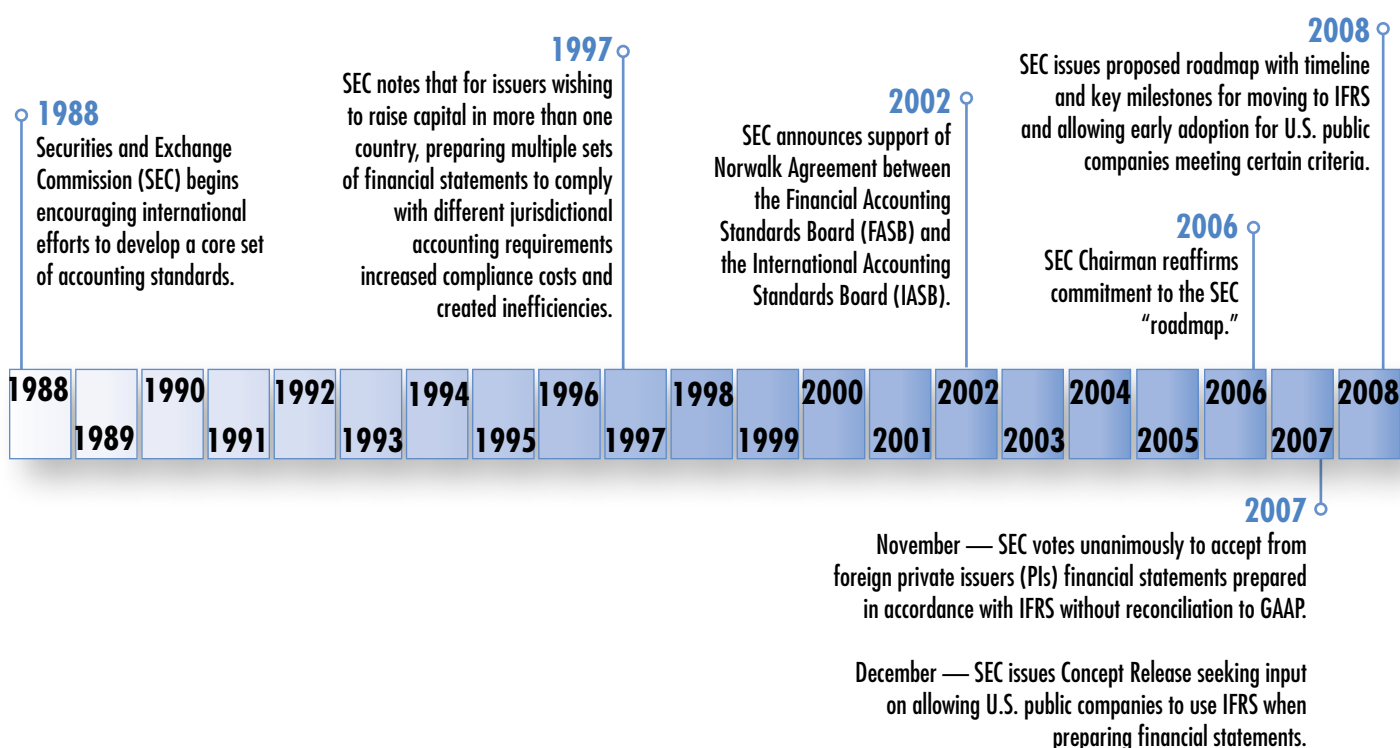 1988
Securities and Exchange
Commission (SEC) begins
encouraging international
efforts to develop a core set
of accounting standards.
1997
SEC notes that for issuers wishing
to raise capital in more than one
country, preparing multiple sets
of financial statements to comply
with different jurisdictional
accounting requirements
increased compliance costs and
created inefficiencies.
2002
SEC announces support of
Norwalk Agreement between
the Financial Accounting
Standards Board (FASB) and
the International Accounting
Standards Board (IASB).
2008
SEC issues proposed roadmap with timeline
and key milestones for moving to IFRS
and allowing early adoption for U.S. public
companies meeting certain criteria.
2006
SEC Chairman reaffirms
commitment to the SEC
“roadmap.”
1988 1990 1992 1994 1996 1998 2000 2002 2004 2006 2008
1989 1991 1993 1995 1997 1999 2001 2003 2005 2007
2007
November — SEC votes unanimously to accept from
foreign private issuers (PIs) financial statements prepared
in accordance with IFRS without reconciliation to GAAP.
December — SEC issues Concept Release seeking input
on allowing U.S. public companies to use IFRS when
preparing financial statements.